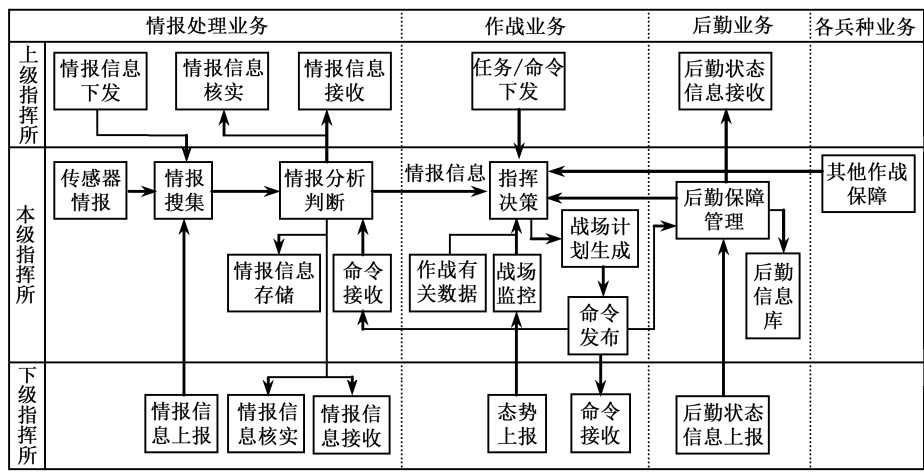 情报处理业务
作战业务
后勤业务
各兵种业务
上级指挥所
情报信息
下发
情报信息
核实
情报信息
接收
任务/命令
下发
后勤状态
信息接收
本级指挥所
传感器
情报
情报
搜集
情报分析
判断
情报信息
指挥
决策
后勤保障
管理
其他作战
保障
战场计
划生成
情报信息
存储
命令
接收
作战有
关数据
战场
监控
后勤
信息
库
命令
发布
下级指挥所
情报信
息上报
情报信
息核实
情报信
息接收
态势
上报
命令
接收
后勤状态
信息上报